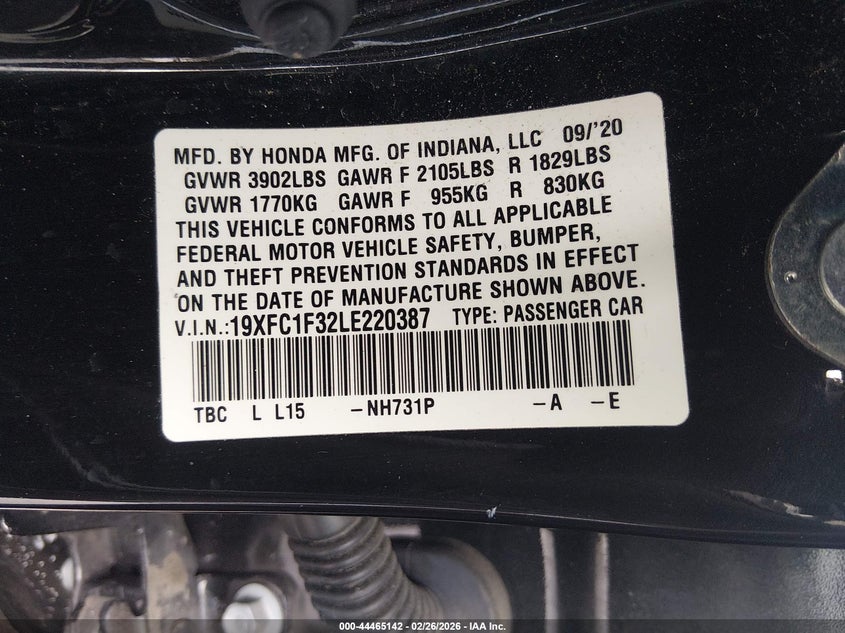 MFD. BY HONDA MFG. OF INDIANA, LLC 09/'20
GVWR 3902LBS GAWR F 2105LBS R 1829LBS
GVWR 1770KG GAWR F 955KG R 830KG
THIS VEHICLE CONFORMS TO ALL APPLICABLE
FEDERAL MOTOR VEHICLE SAFETY, BUMPER,
AND THEFT PREVENTION STANDARDS IN EFFECT
ON THE DATE OF MANUFACTURE SHOWN ABOVE.
V.I.N.:19XFC1F32LE220387 TYPE: PASSENGER CAR
TBC L L15 -NH731P -A -E
000-44465142 | 02/26/2026 - IAA Inc.